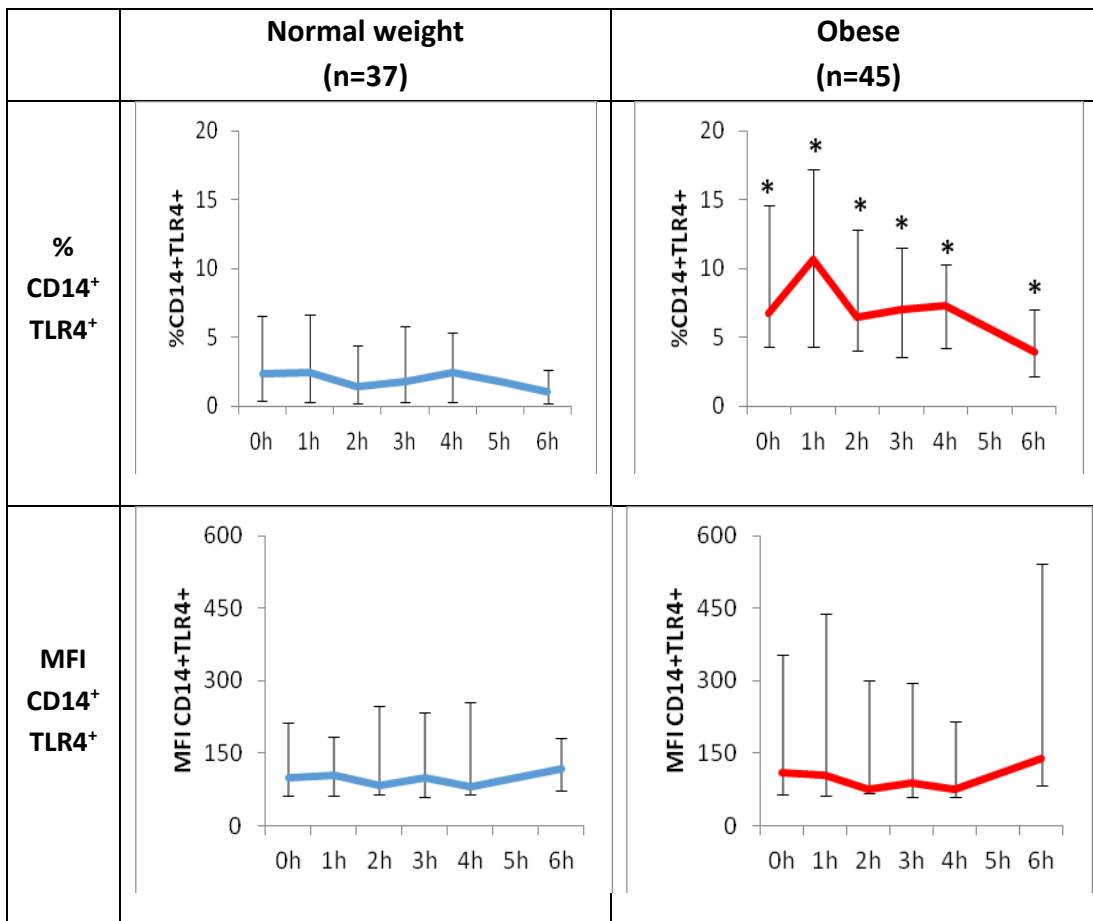 Normal weight
(n=37)
Obese
(n=45)
%
CD14⁺
TLR4⁺
%CD14+TLR4+
20
15
10
5
0
0h 1h 2h 3h 4h 5h 6h
%CD14+TLR4+
20
15
10
5
0
* * * * * *
0h 1h 2h 3h 4h 5h 6h
MFI
CD14⁺
TLR4⁺
MFI CD14+TLR4+
600
450
300
150
0
0h 1h 2h 3h 4h 5h 6h
MFI CD14+TLR4+
600
450
300
150
0
0h 1h 2h 3h 4h 5h 6h